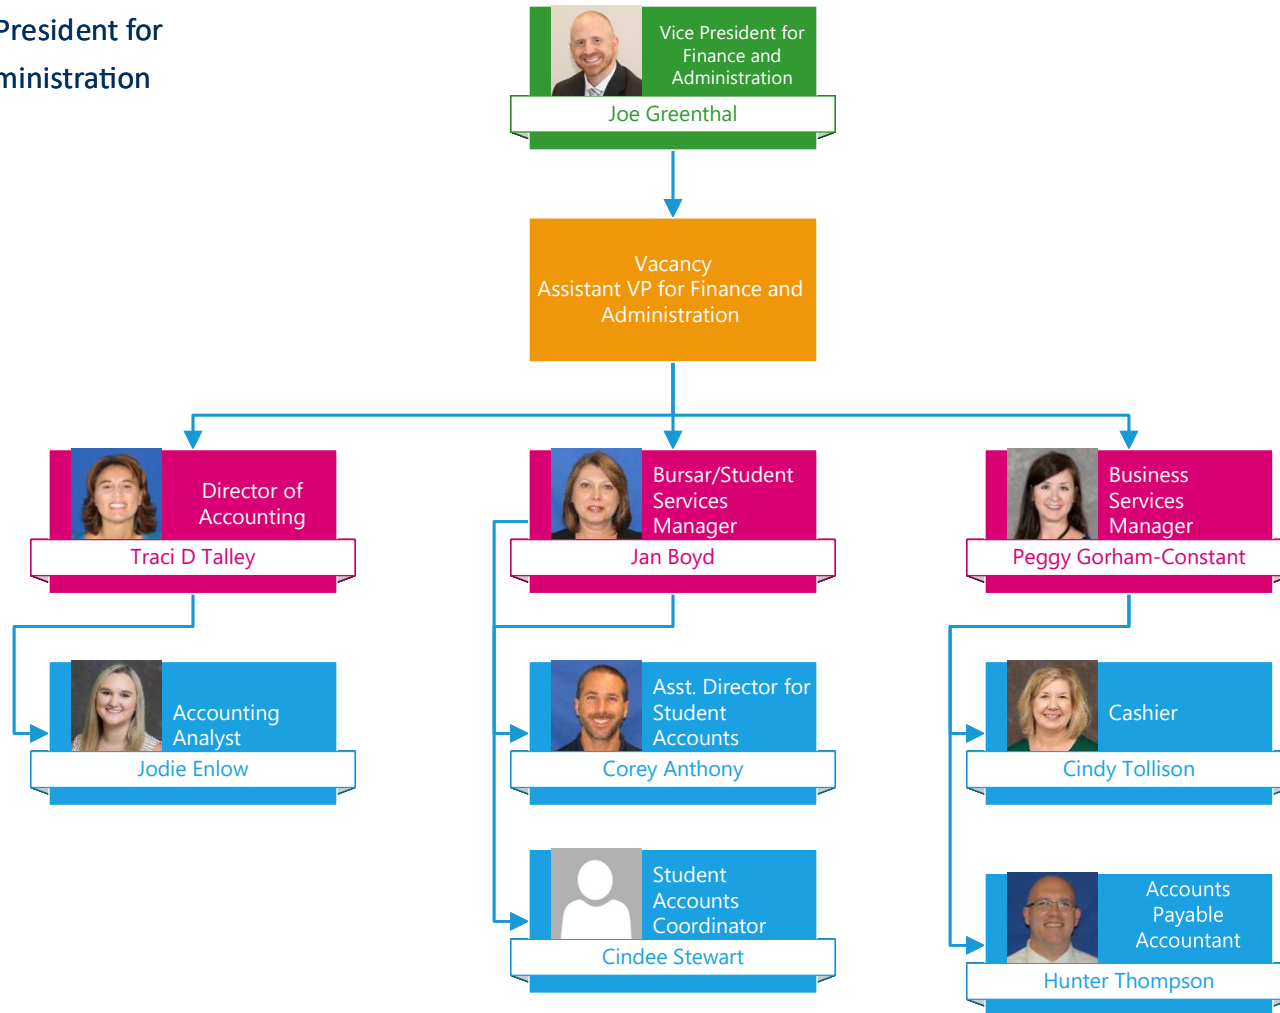 President for
ministration
Vice President for
Finance and
Administration
Joe Greenthal
Vacancy
Assistant VP for Finance and
Administration
Director of
Accounting
Traci D Talley
Bursar/Student
Services
Manager
Jan Boyd
Business
Services
Manager
Peggy Gorham-Constant
Accounting
Analyst
Jodie Enlow
Asst. Director for
Student
Accounts
Corey Anthony
Cashier
Cindy Tollison
Student
Accounts
Coordinator
Cindee Stewart
Accounts
Payable
Accountant
Hunter Thompson